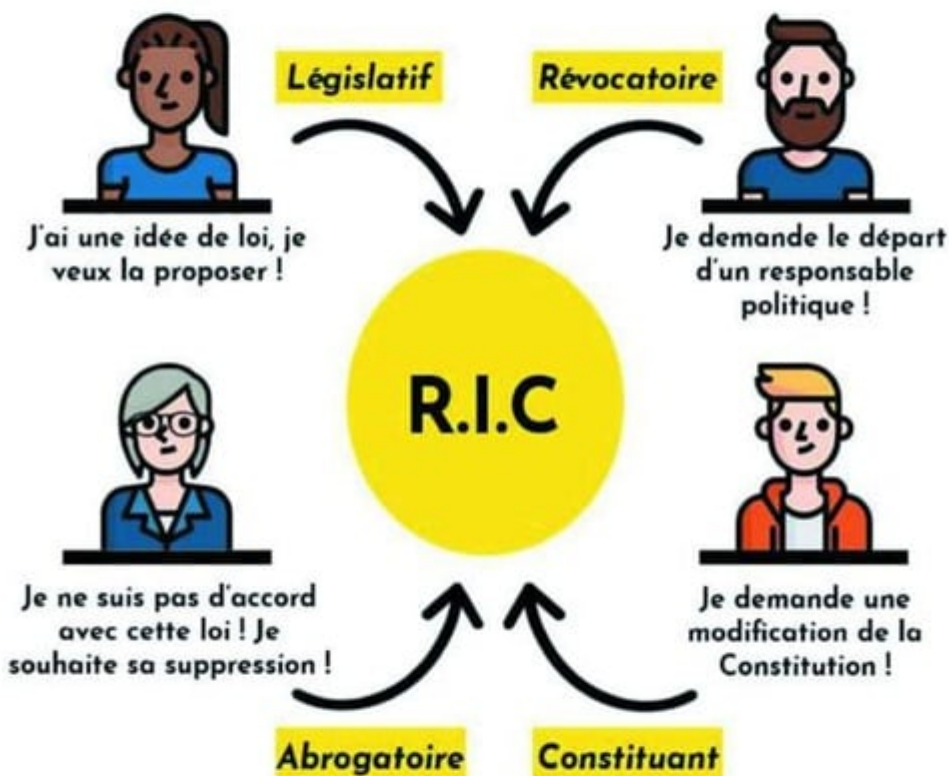 Législatif
Révocatoire
J'ai une idée de loi, je
veux la proposer !
Je demande le départ
d'un responsable
politique !
R.I.C
Je ne suis pas d'accord
avec cette loi ! Je
souhaite sa suppression !
Je demande une
modification de la
Constitution !
Abrogatoire
Constituant